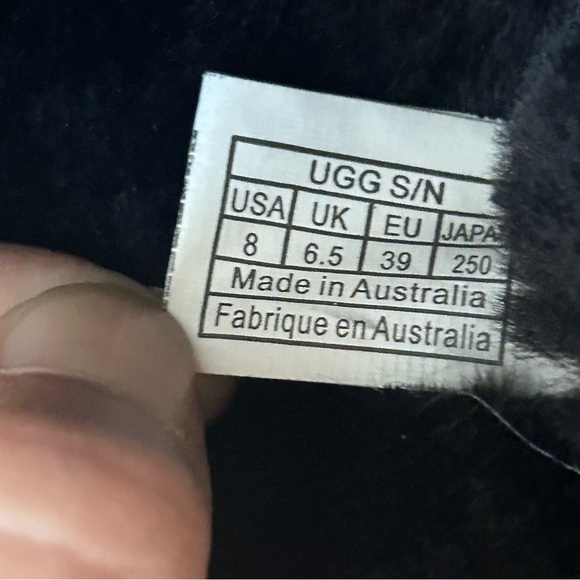 UGG S/N
USA UK EU JAPA
8 6.5 39 250
Made in Australia
Fabrique en Australia